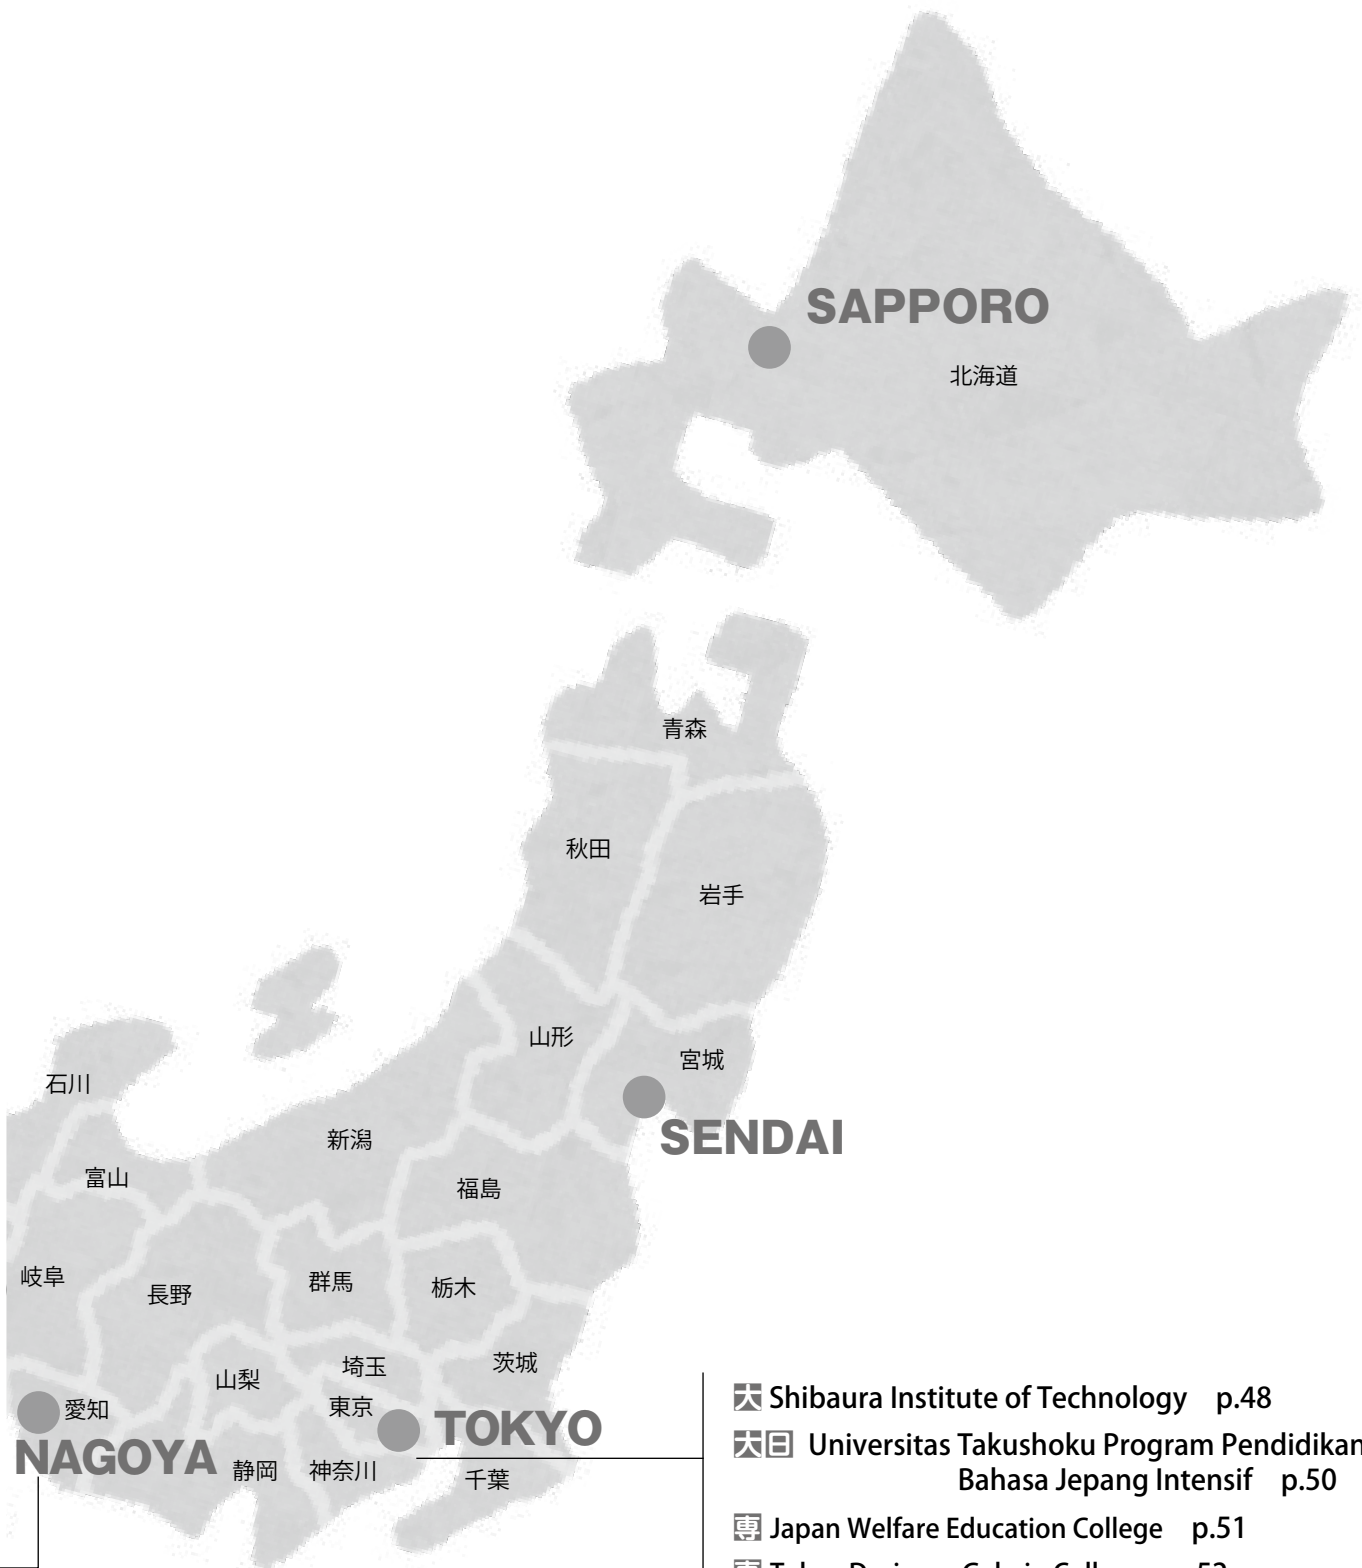 SAPPORO
北海道
青森
秋田
岩手
山形
宮城
石川
SENDAI
新潟
富山
福島
岐阜
群馬
栃木
長野
茨城
埼玉
山梨
東京
愛知
TOKYO
NAGOYA
静岡
神奈川
千葉
大 Shibaura Institute of Technology p.48
大日 Universitas Takushoku Program Pendidikan
Bahasa Jepang Intensif p.50
専 Japan Welfare Education College p.51